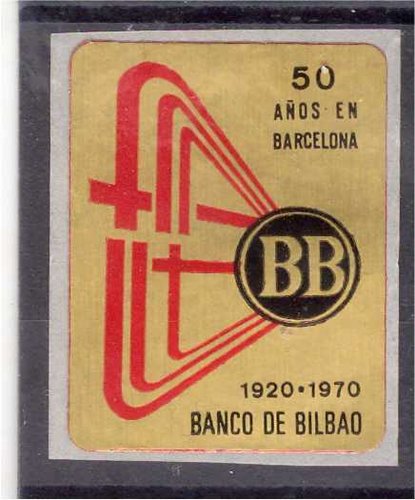 50
AÑOS EN
BARCELONA
BB
1920•1970
BANCO DE BILBAO